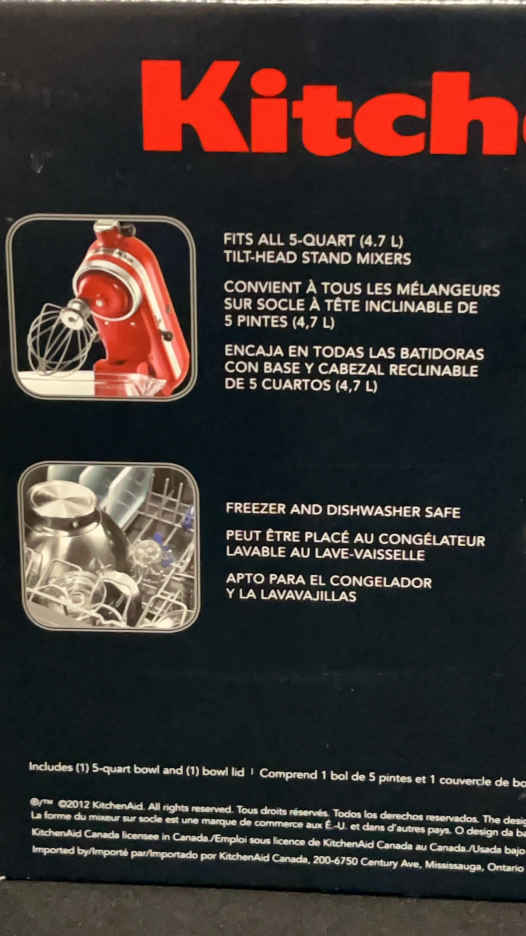 Kitch
FITS ALL 5-QUART (4.7 L)
TILT-HEAD STAND MIXERS
CONVIENT À TOUS LES MÉLANGEURS
SUR SOCLE À TÊTE INCLINABLE DE
5 PINTES (4,7 L)
ENCAJA EN TODAS LAS BATIDORAS
CON BASE Y CABEZAL RECLINABLE
DE 5 CUARTOS (4,7 L)
FREEZER AND DISHWASHER SAFE
PEUT ÊTRE PLACÉ AU CONGÉLATEUR
LAVABLE AU LAVE-VAISSELLE
APTO PARA EL CONGELADOR
Y LA LAVAVAJILLAS
Includes (1) 5-quart bowl and (1) bowl lid | Comprend 1 bol de 5 pintes et 1 couvercle de bo
®/™ ©2012 KitchenAid. All rights reserved. Tous droits réservés. Todos los derechos reservados. The desig
La forme du mixeur sur socle est une marque de commerce aux É.-U. et dans d'autres pays. O design da b
KitchenAid Canada licensee in Canada./Emploi sous licence de KitchenAid Canada au Canada./Usada bajo
Imported by/Importé par/Importado por KitchenAid Canada, 200-6750 Century Ave, Mississauga, Ontario